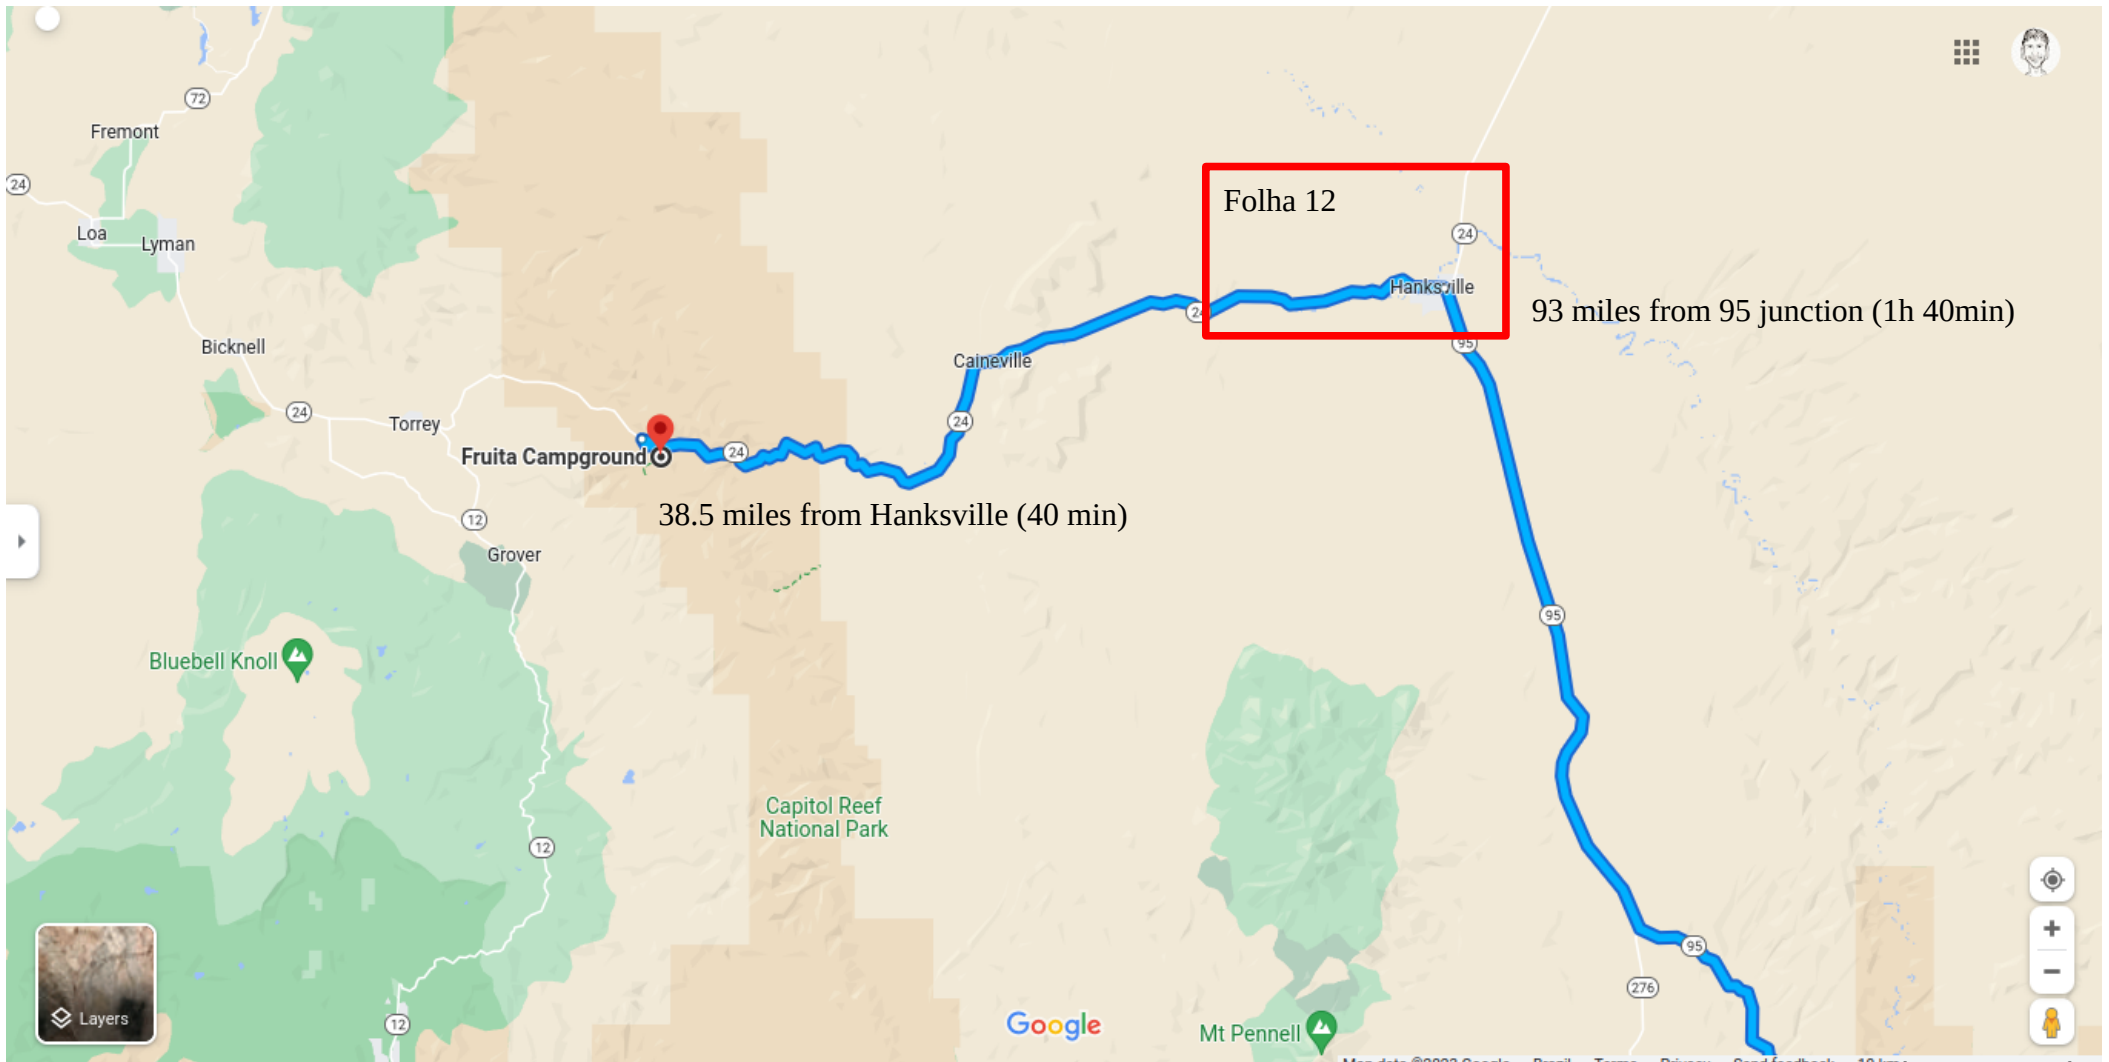 72
Fremont
24
Folha 12
Loa
Lyman
24
Hanksville
93 miles from 95 junction (1h 40min)
24
95
Bicknell
Caineville
24
Torrey
24
24
Fruita Campground
38.5 miles from Hanksville (40 min)
12
Grover
95
Bluebell Knoll
Capitol Reef
National Park
12
95
276
Layers
12
Google
Mt Pennell